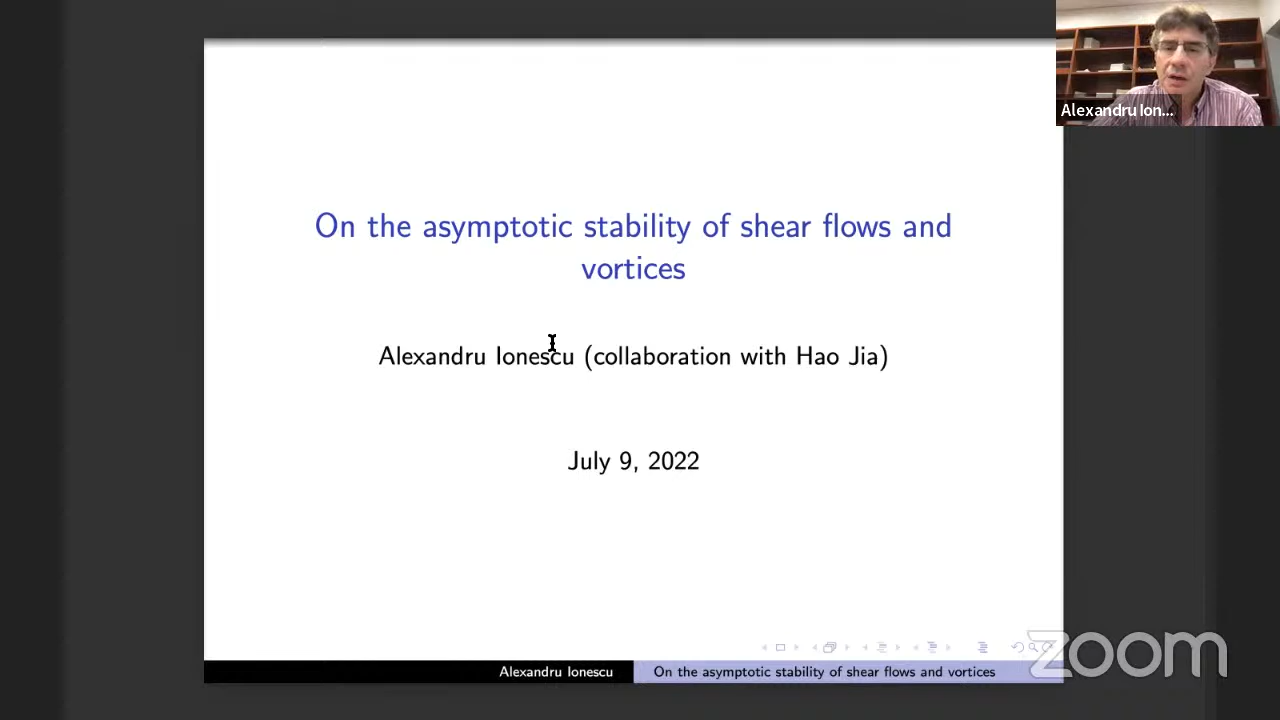 Alexandru Ion...
On the asymptotic stability of shear flows and
vortices
Alexandru Ionescu (collaboration with Hao Jia)
July 9, 2022
Alexandru Ionescu
On the asymptotic stability of shear flows and vortices
zoom